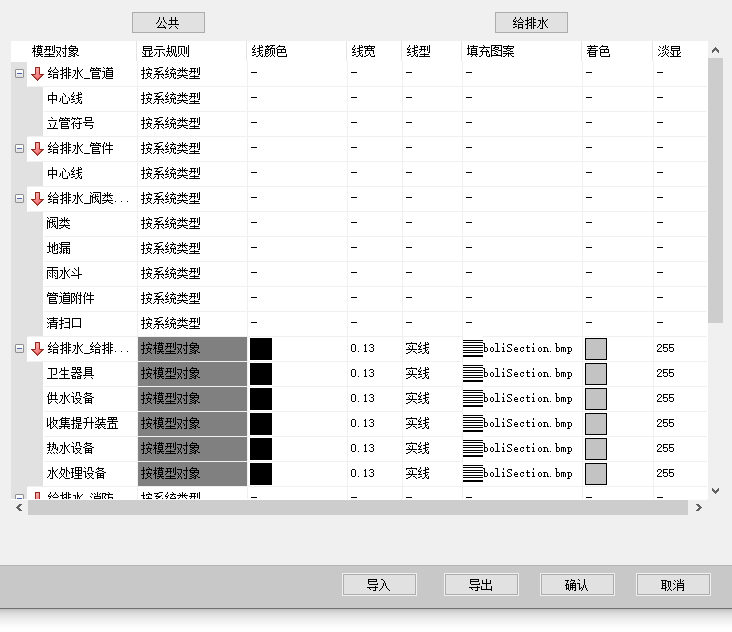 公共 给排水
模型对象 显示规则 线颜色 线宽 线型 填充图案 着色 淡显
给排水_管道 按系统类型 - - - - - -
中心线 按系统类型 - - - - - -
立管符号 按系统类型 - - - - - -
给排水_管件 按系统类型 - - - - - -
中心线 按系统类型 - - - - - -
给排水_阀类... 按系统类型 - - - - - -
阀类 按系统类型 - - - - - -
地漏 按系统类型 - - - - - -
雨水斗 按系统类型 - - - - - -
管道附件 按系统类型 - - - - - -
清扫口 按系统类型 - - - - - -
给排水_给排... 按模型对象 0.13 实线 boliSection.bmp 255
卫生器具 按模型对象 0.13 实线 boliSection.bmp 255
供水设备 按模型对象 0.13 实线 boliSection.bmp 255
收集提升装置 按模型对象 0.13 实线 boliSection.bmp 255
热水设备 按模型对象 0.13 实线 boliSection.bmp 255
水处理设备 按模型对象 0.13 实线 boliSection.bmp 255
给排水_消防 按系统类型 - - - - - -
导入 导出 确认 取消